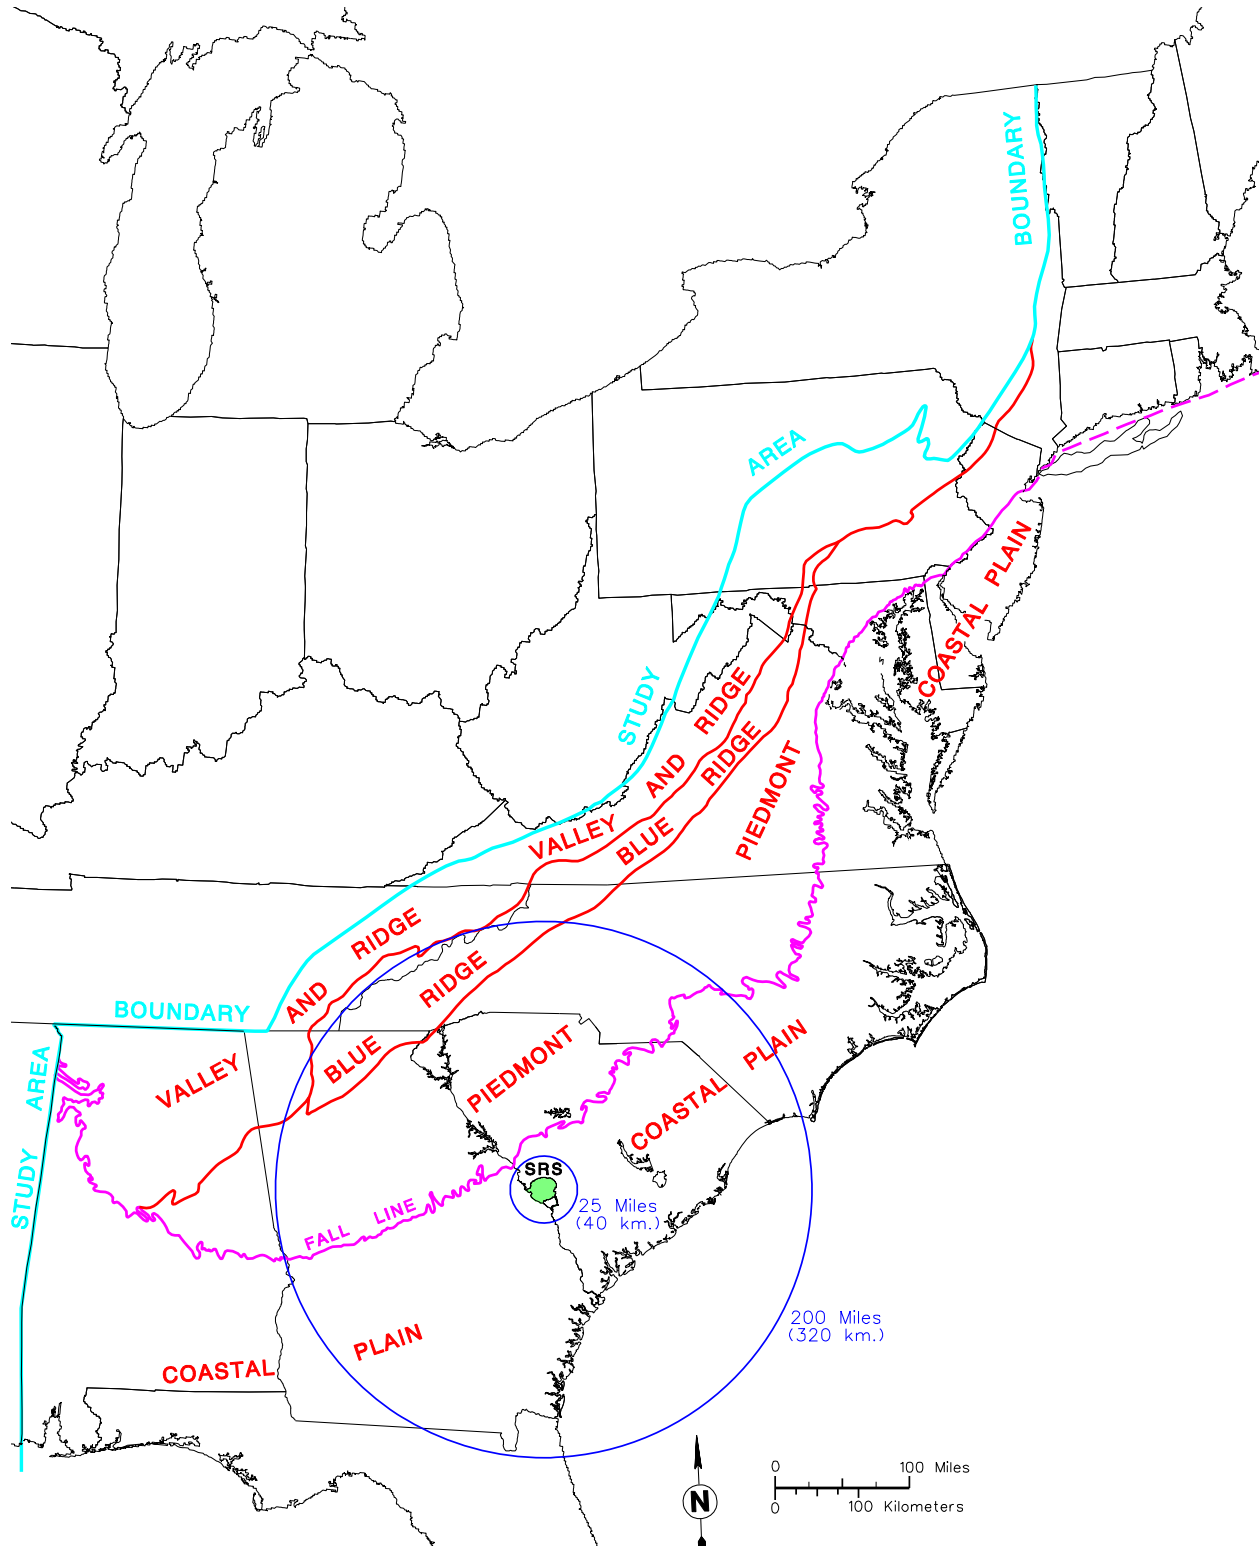 BOUNDARY
AREA
STUDY
COASTAL PLAIN
VALLEY AND RIDGE
BLUE RIDGE
PIEDMONT
RIDGE
AND
VALLEY
BOUNDARY
STUDY AREA
BLUE RIDGE
PIEDMONT
COASTAL PLAIN
SRS
25 Miles
(40 km.)
FALL LINE
200 Miles
(320 km.)
COASTAL PLAIN
N
0 100 Miles
0 100 Kilometers